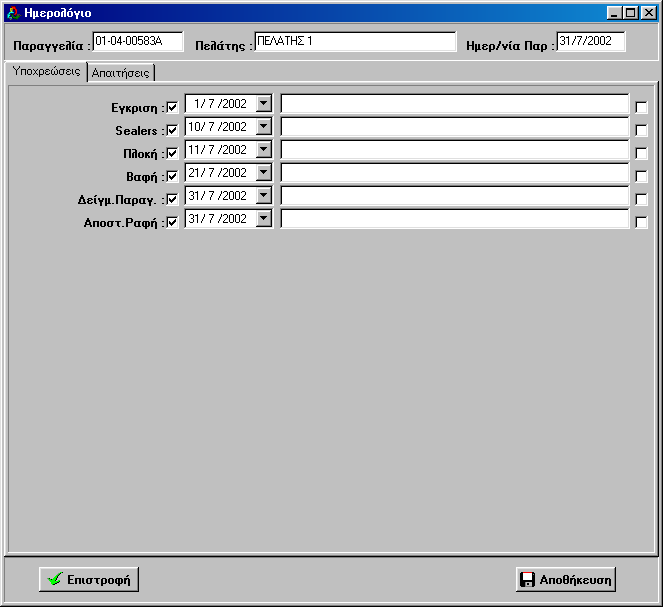 Ημερολόγιο
Παραγγελία : 01-04-00583A Πελάτης : ΠΕΛΑΤΗΣ 1 Ημερ/νία Παρ : 31/7/2002
Υποχρεώσεις Απαιτήσεις
Εγκριση : 1/ 7 /2002
Sealers : 10/ 7 /2002
Πλοκή : 11/ 7 /2002
Βαφή : 21/ 7 /2002
Δείγμ.Παραγ. : 31/ 7 /2002
Αποστ.Ραφή : 31/ 7 /2002
Επιστροφή Αποθήκευση